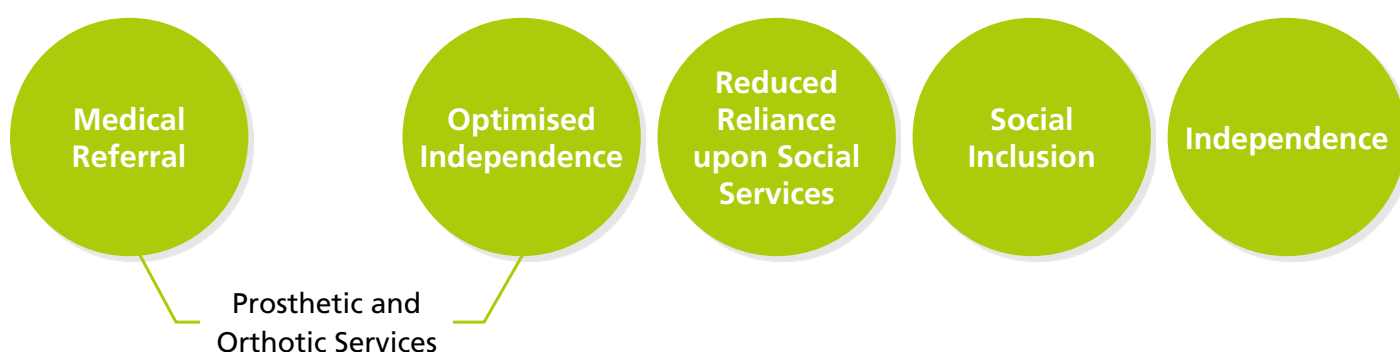 Medical
Referral
Optimised
Independence
Reduced
Reliance
upon Social
Services
Social
Inclusion
Independence
Prosthetic and
Orthotic Services